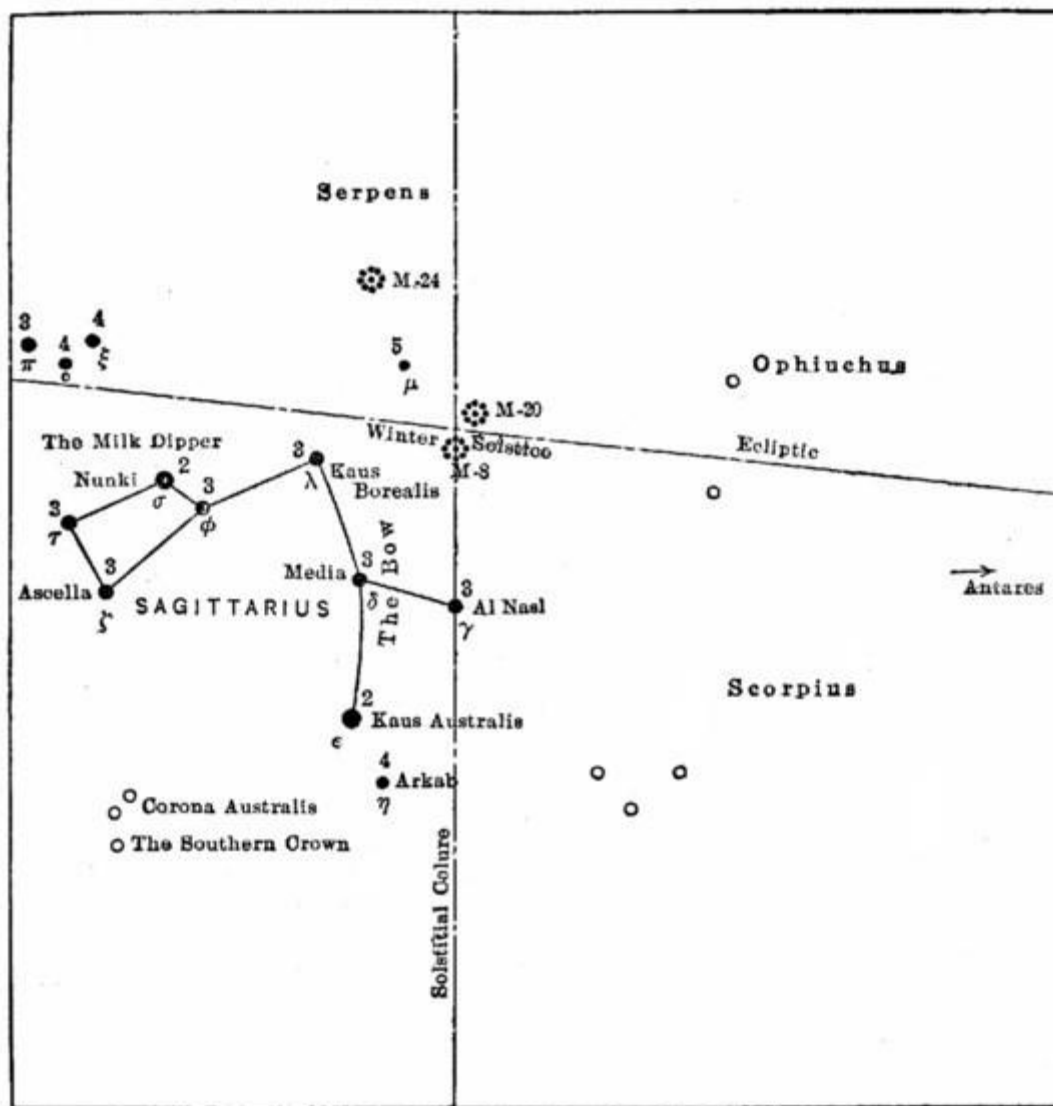 Serpens
M-24
3
4
4
π
ο
ξ
5
μ
Ophiuchus
M-20
Winter Solstice
M-8
Ecliptic
The Milk Dipper
Nunki
2
σ
3
φ
3
λ
Kaus
Borealis
3
τ
Ascella
3
ζ
SAGITTARIUS
Media
3
δ
The Bow
3
Al Nasl
γ
Antares
Scorpius
2
Kaus Australis
ε
4
Arkab
η
Corona Australis
The Southern Crown
Solstitial Colure